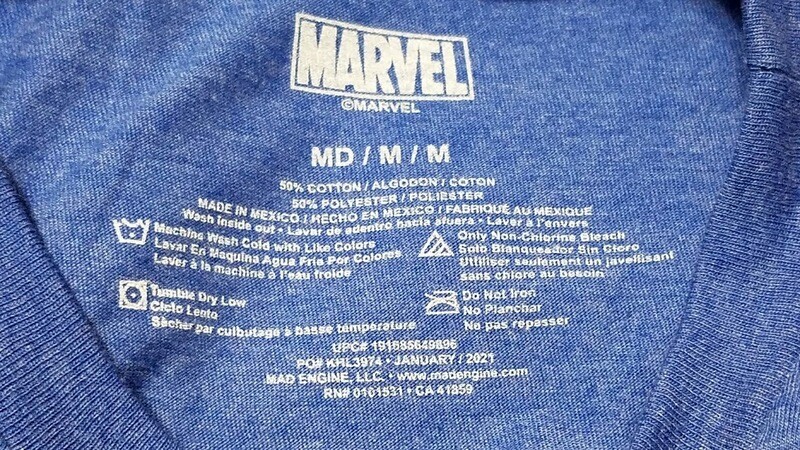 MARVEL
©MARVEL
MD / M / M
50% COTTON / ALGODON / COTON
50% POLYESTER / POLIESTER
MADE IN MEXICO / HECHO EN MEXICO / FABRIQUÉ AU MEXIQUE
Wash inside out • Lavar de adentro hacia afuera • Laver à l'envers
Machine Wash Cold with Like Colors
Lavar En Maquina Agua Fria Por Colores
Laver à la machine à l'eau froide
Only Non-Chlorine Bleach
Solo Blanqueador Sin Cloro
Utiliser seulement un javellisant
sans chlore au besoin.
Tumble Dry Low
Ciclo Lento
Sècher par culbutage à basse température
Do Not Iron
No Planchar
Ne pas repasser
UPC# 191685649896
PO# KHL3974 • JANUARY / 2021
MAD ENGINE, LLC. • www.madengine.com
RN# 0101531 • CA 41859